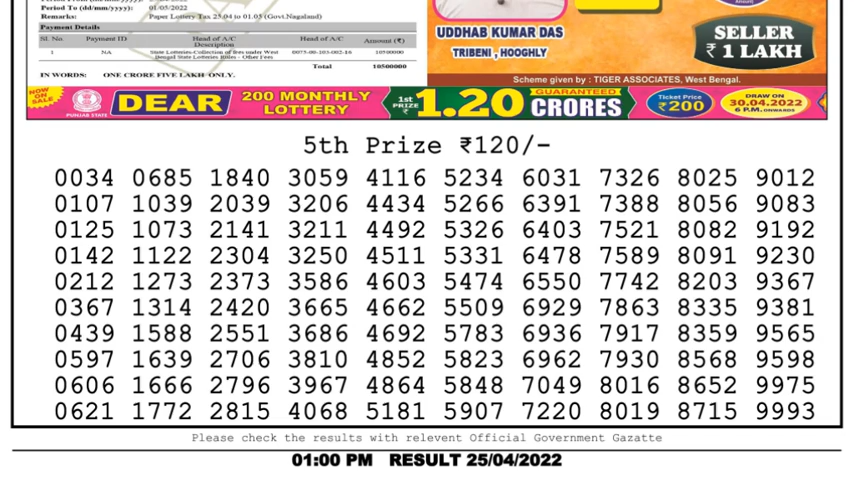 Period To (dd/mm/yyyy): 01/05/2022
Remarks: Paper Lottery Tax 25.04 to 01.05 (Govt.Nagaland)
Payment Details
Sl. No. Payment ID Head of A/C Description Head of A/C Amount (₹)
1 NA State Lotteries-Collection of fees under West Bengal State Lotteries Rules - Other Fees 0075-00-103-002-16 10500000
Total 10500000
IN WORDS: ONE CRORE FIVE LAKH ONLY.
UDDHAB KUMAR DAS
TRIBENI, HOOGHLY
SELLER
₹ 1 LAKH
Scheme given by : TIGER ASSOCIATES, West Bengal.
NOW ON SALE
PUNJAB STATE
DEAR
200 MONTHLY
LOTTERY
1st PRIZE ₹
1.20
GUARANTEED
CRORES
Ticket Price
₹200
DRAW ON
30.04.2022
6 P.M. ONWARDS
5th Prize ₹120/-
0034 0685 1840 3059 4116 5234 6031 7326 8025 9012
0107 1039 2039 3206 4434 5266 6391 7388 8056 9083
0125 1073 2141 3211 4492 5326 6403 7521 8082 9192
0142 1122 2304 3250 4511 5331 6478 7589 8091 9230
0212 1273 2373 3586 4603 5474 6550 7742 8203 9367
0367 1314 2420 3665 4662 5509 6929 7863 8335 9381
0439 1588 2551 3686 4692 5783 6936 7917 8359 9565
0597 1639 2706 3810 4852 5823 6962 7930 8568 9598
0606 1666 2796 3967 4864 5848 7049 8016 8652 9975
0621 1772 2815 4068 5181 5907 7220 8019 8715 9993
Please check the results with relevent Official Government Gazatte
01:00 PM RESULT 25/04/2022